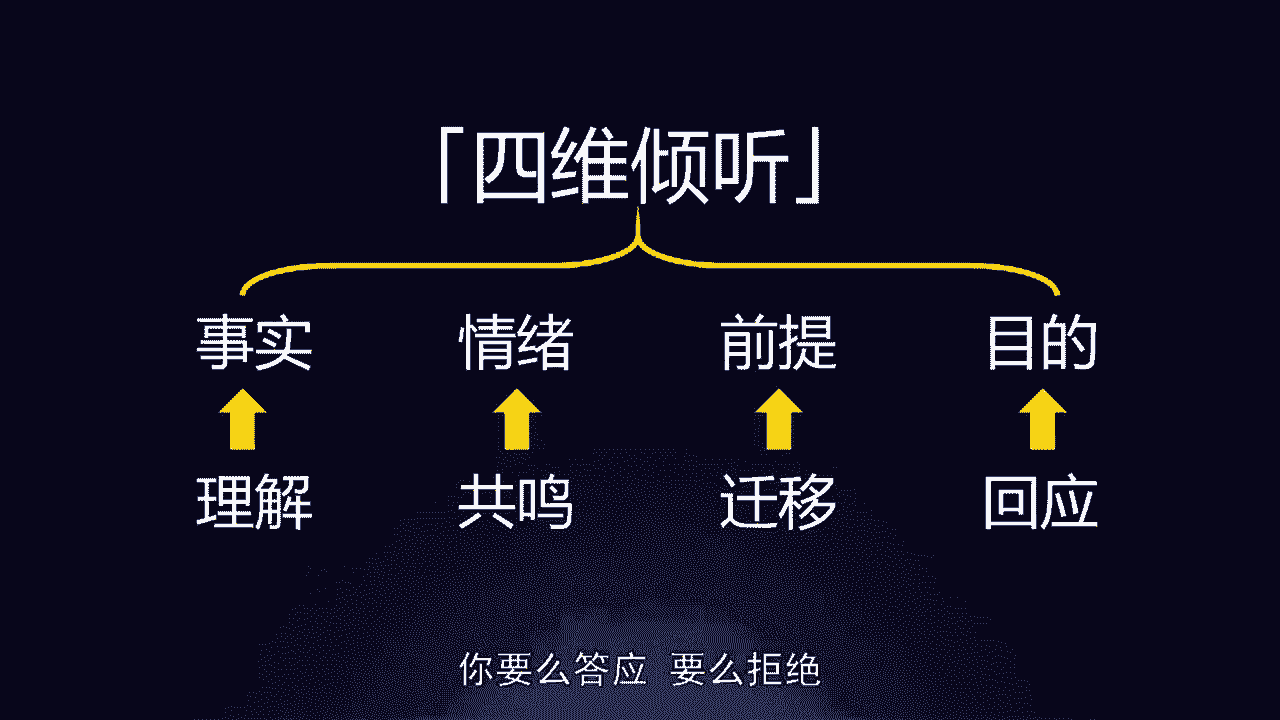 「四维倾听」
事实 情绪 前提 目的
理解 共鸣 迁移 回应
你要么答应 要么拒绝